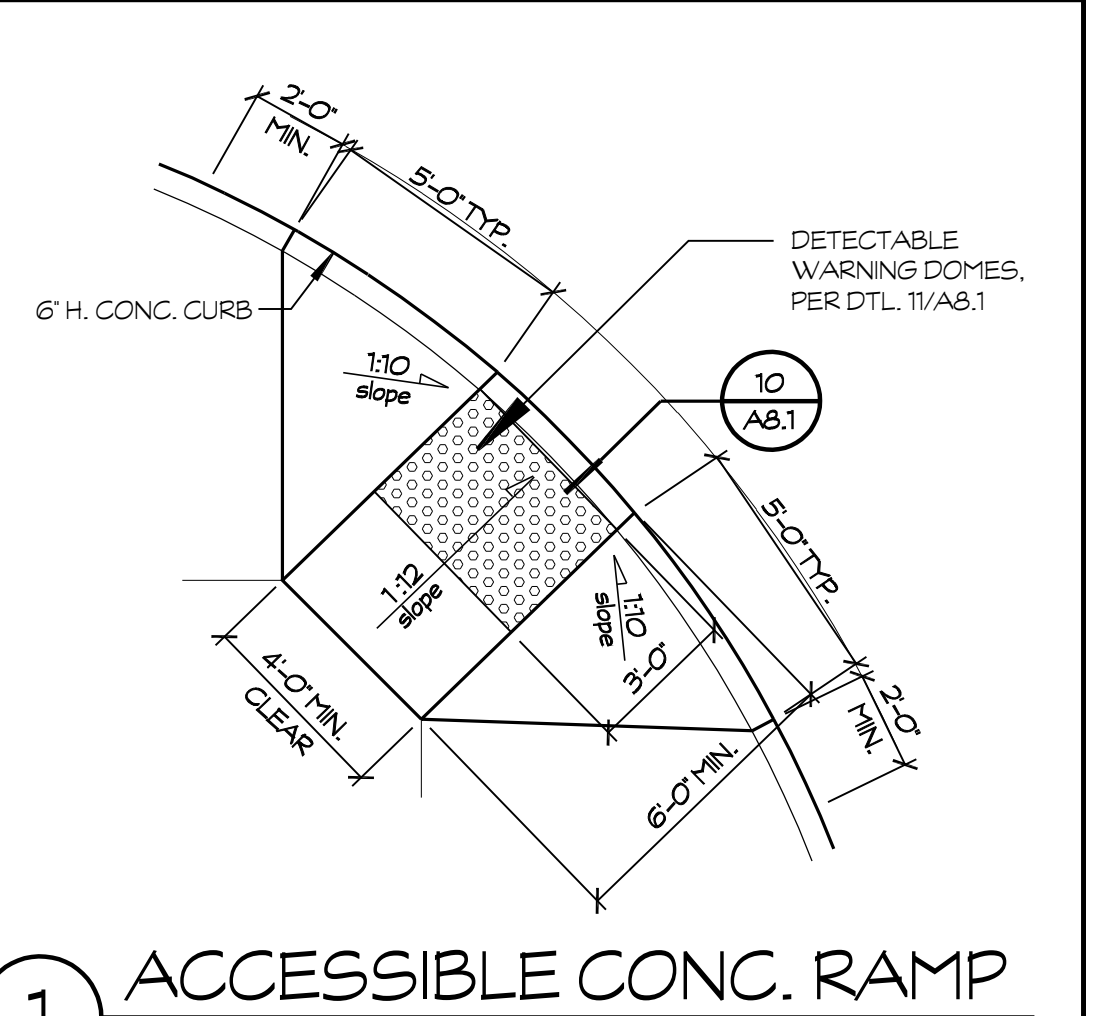 2'-0"
MIN.
5'-0" TYP.
DETECTABLE
WARNING DOMES,
PER DTL. 11/A8.1
6" H. CONC. CURB
1:10
slope
10
A8.1
5'-0" TYP.
1:12
slope
1:10
slope
3'-0"
4'-0" MIN.
CLEAR
2'-0"
MIN.
6'-0" MIN.
1
ACCESSIBLE CONC. RAMP